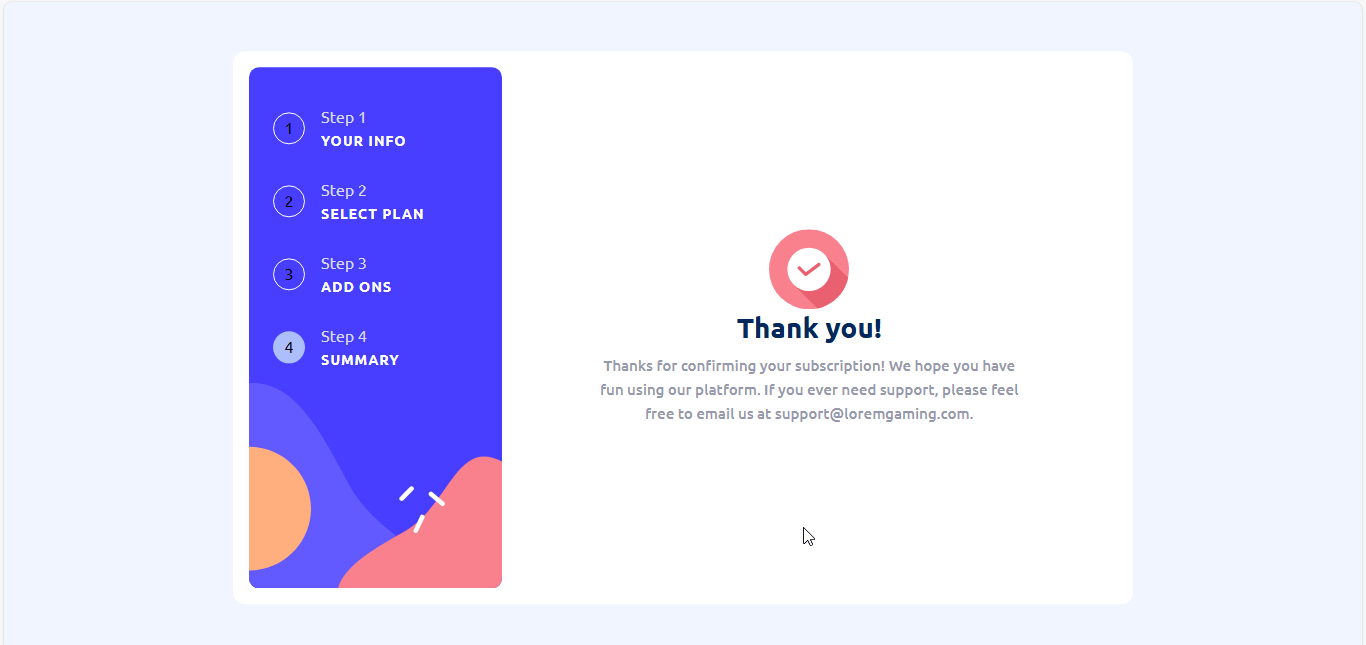 1
Step 1
YOUR INFO
2
Step 2
SELECT PLAN
3
Step 3
ADD ONS
4
Step 4
SUMMARY
Thank you!
Thanks for confirming your subscription! We hope you have
fun using our platform. If you ever need support, please feel
free to email us at support@loremgaming.com.